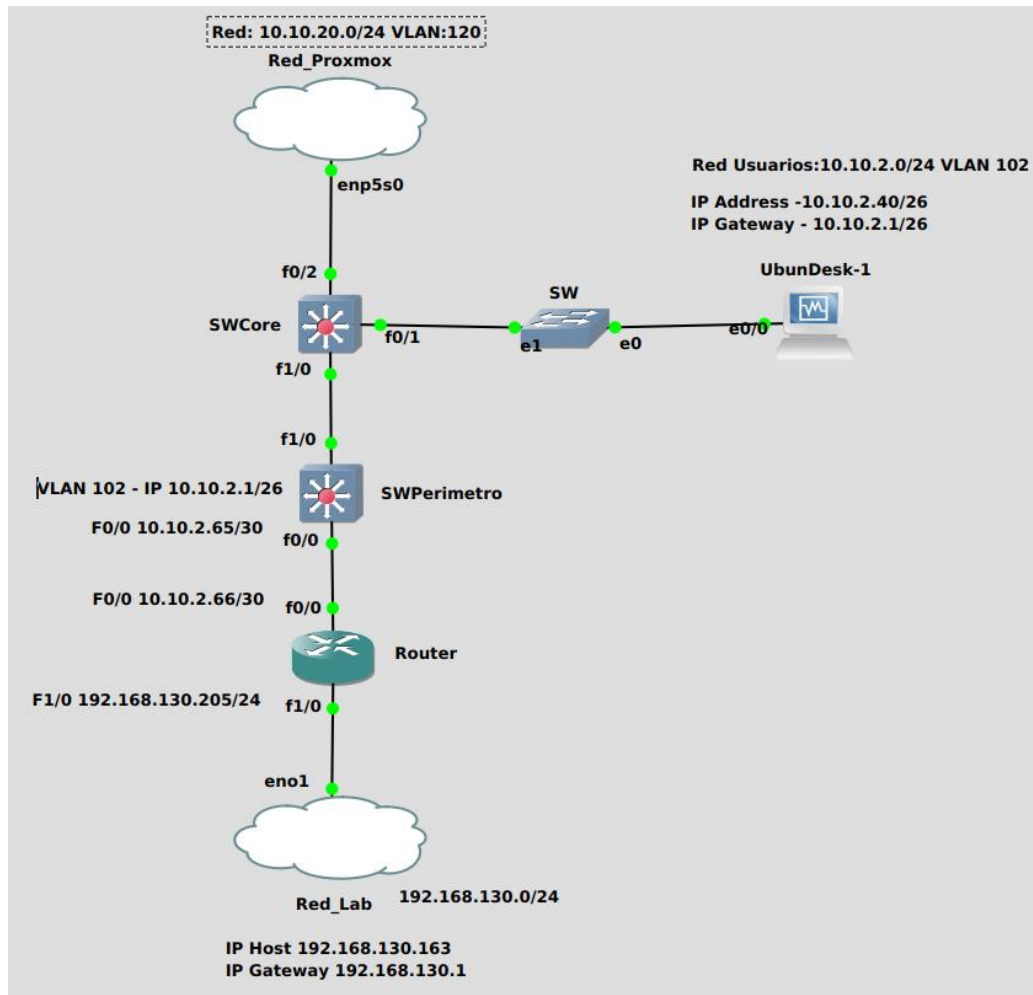 Red: 10.10.20.0/24 VLAN:120
Red_Proxmox
enp5s0
Red Usuarios:10.10.2.0/24 VLAN 102
IP Address -10.10.2.40/26
IP Gateway - 10.10.2.1/26
UbunDesk-1
f0/2
SWCore
f0/1
SW
e1
e0
e0/0
f1/0
f1/0
VLAN 102 - IP 10.10.2.1/26
SWPerimetro
F0/0 10.10.2.65/30
f0/0
F0/0 10.10.2.66/30
f0/0
Router
F1/0 192.168.130.205/24
f1/0
eno1
Red_Lab
192.168.130.0/24
IP Host 192.168.130.163
IP Gateway 192.168.130.1